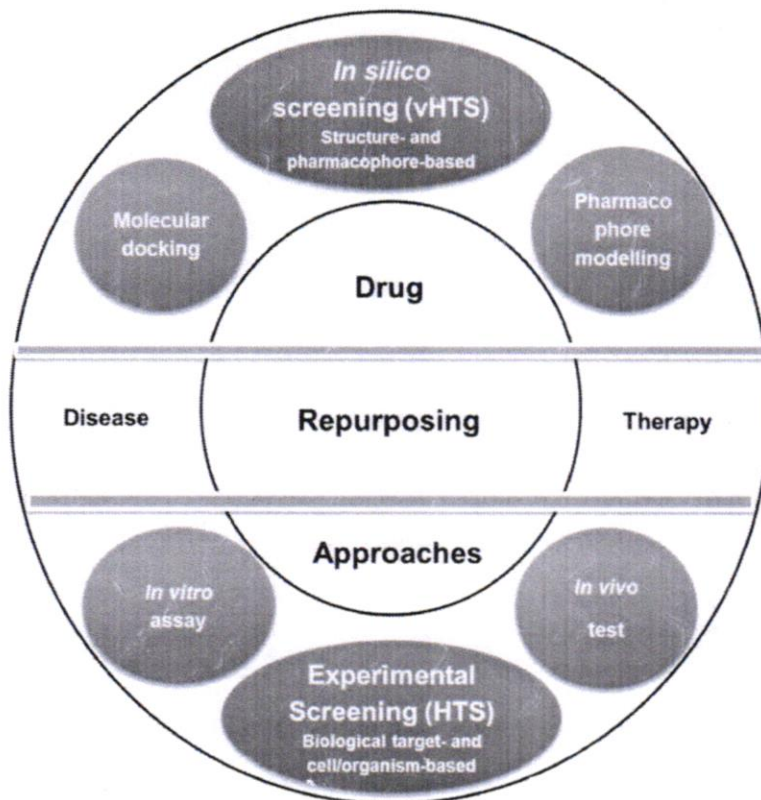 In silico
screening (vHTS)
Structure- and
pharmacophore-based
Molecular
docking
Pharmaco
phore
modelling
Drug
Disease
Repurposing
Therapy
Approaches
In vitro
assay
In vivo
test
Experimental
Screening (HTS)
Biological target- and
cell/organism-based